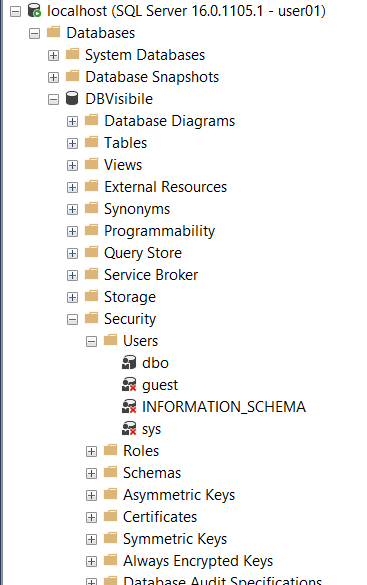 localhost (SQL Server 16.0.1105.1 - user01)
Databases
System Databases
Database Snapshots
DBVisibile
Database Diagrams
Tables
Views
External Resources
Synonyms
Programmability
Query Store
Service Broker
Storage
Security
Users
dbo
guest
INFORMATION_SCHEMA
sys
Roles
Schemas
Asymmetric Keys
Certificates
Symmetric Keys
Always Encrypted Keys
Database Audit Specifications